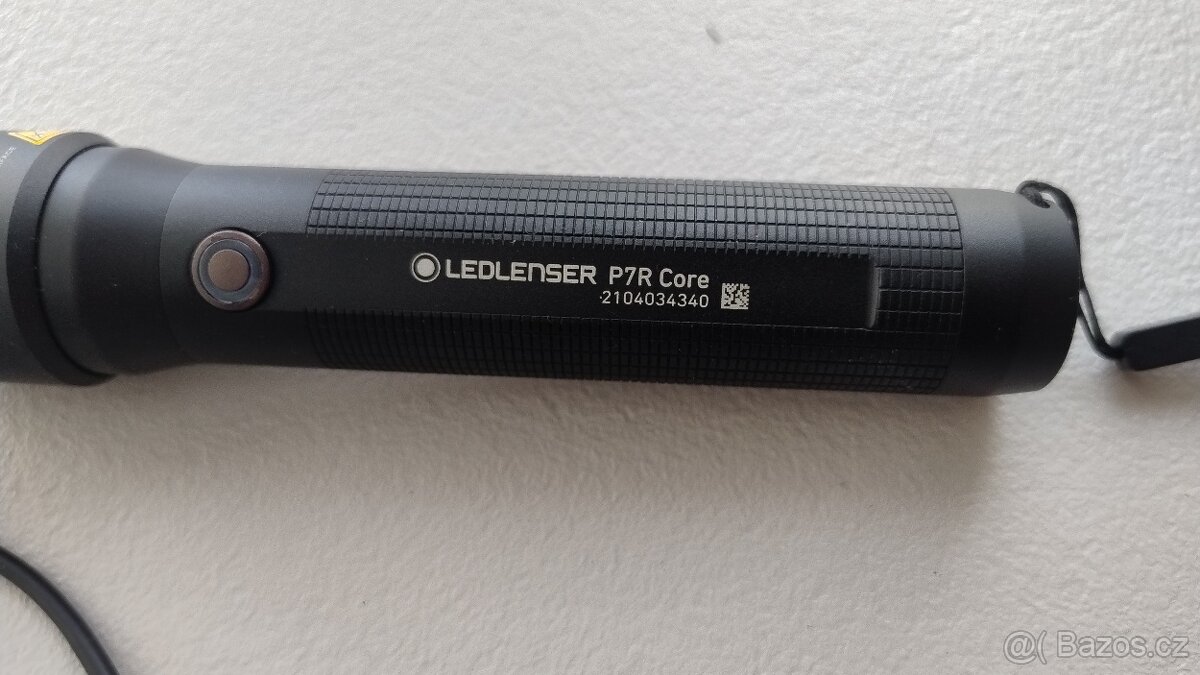 LEDLENSER P7R Core
2104034340
@( Bazos.cz